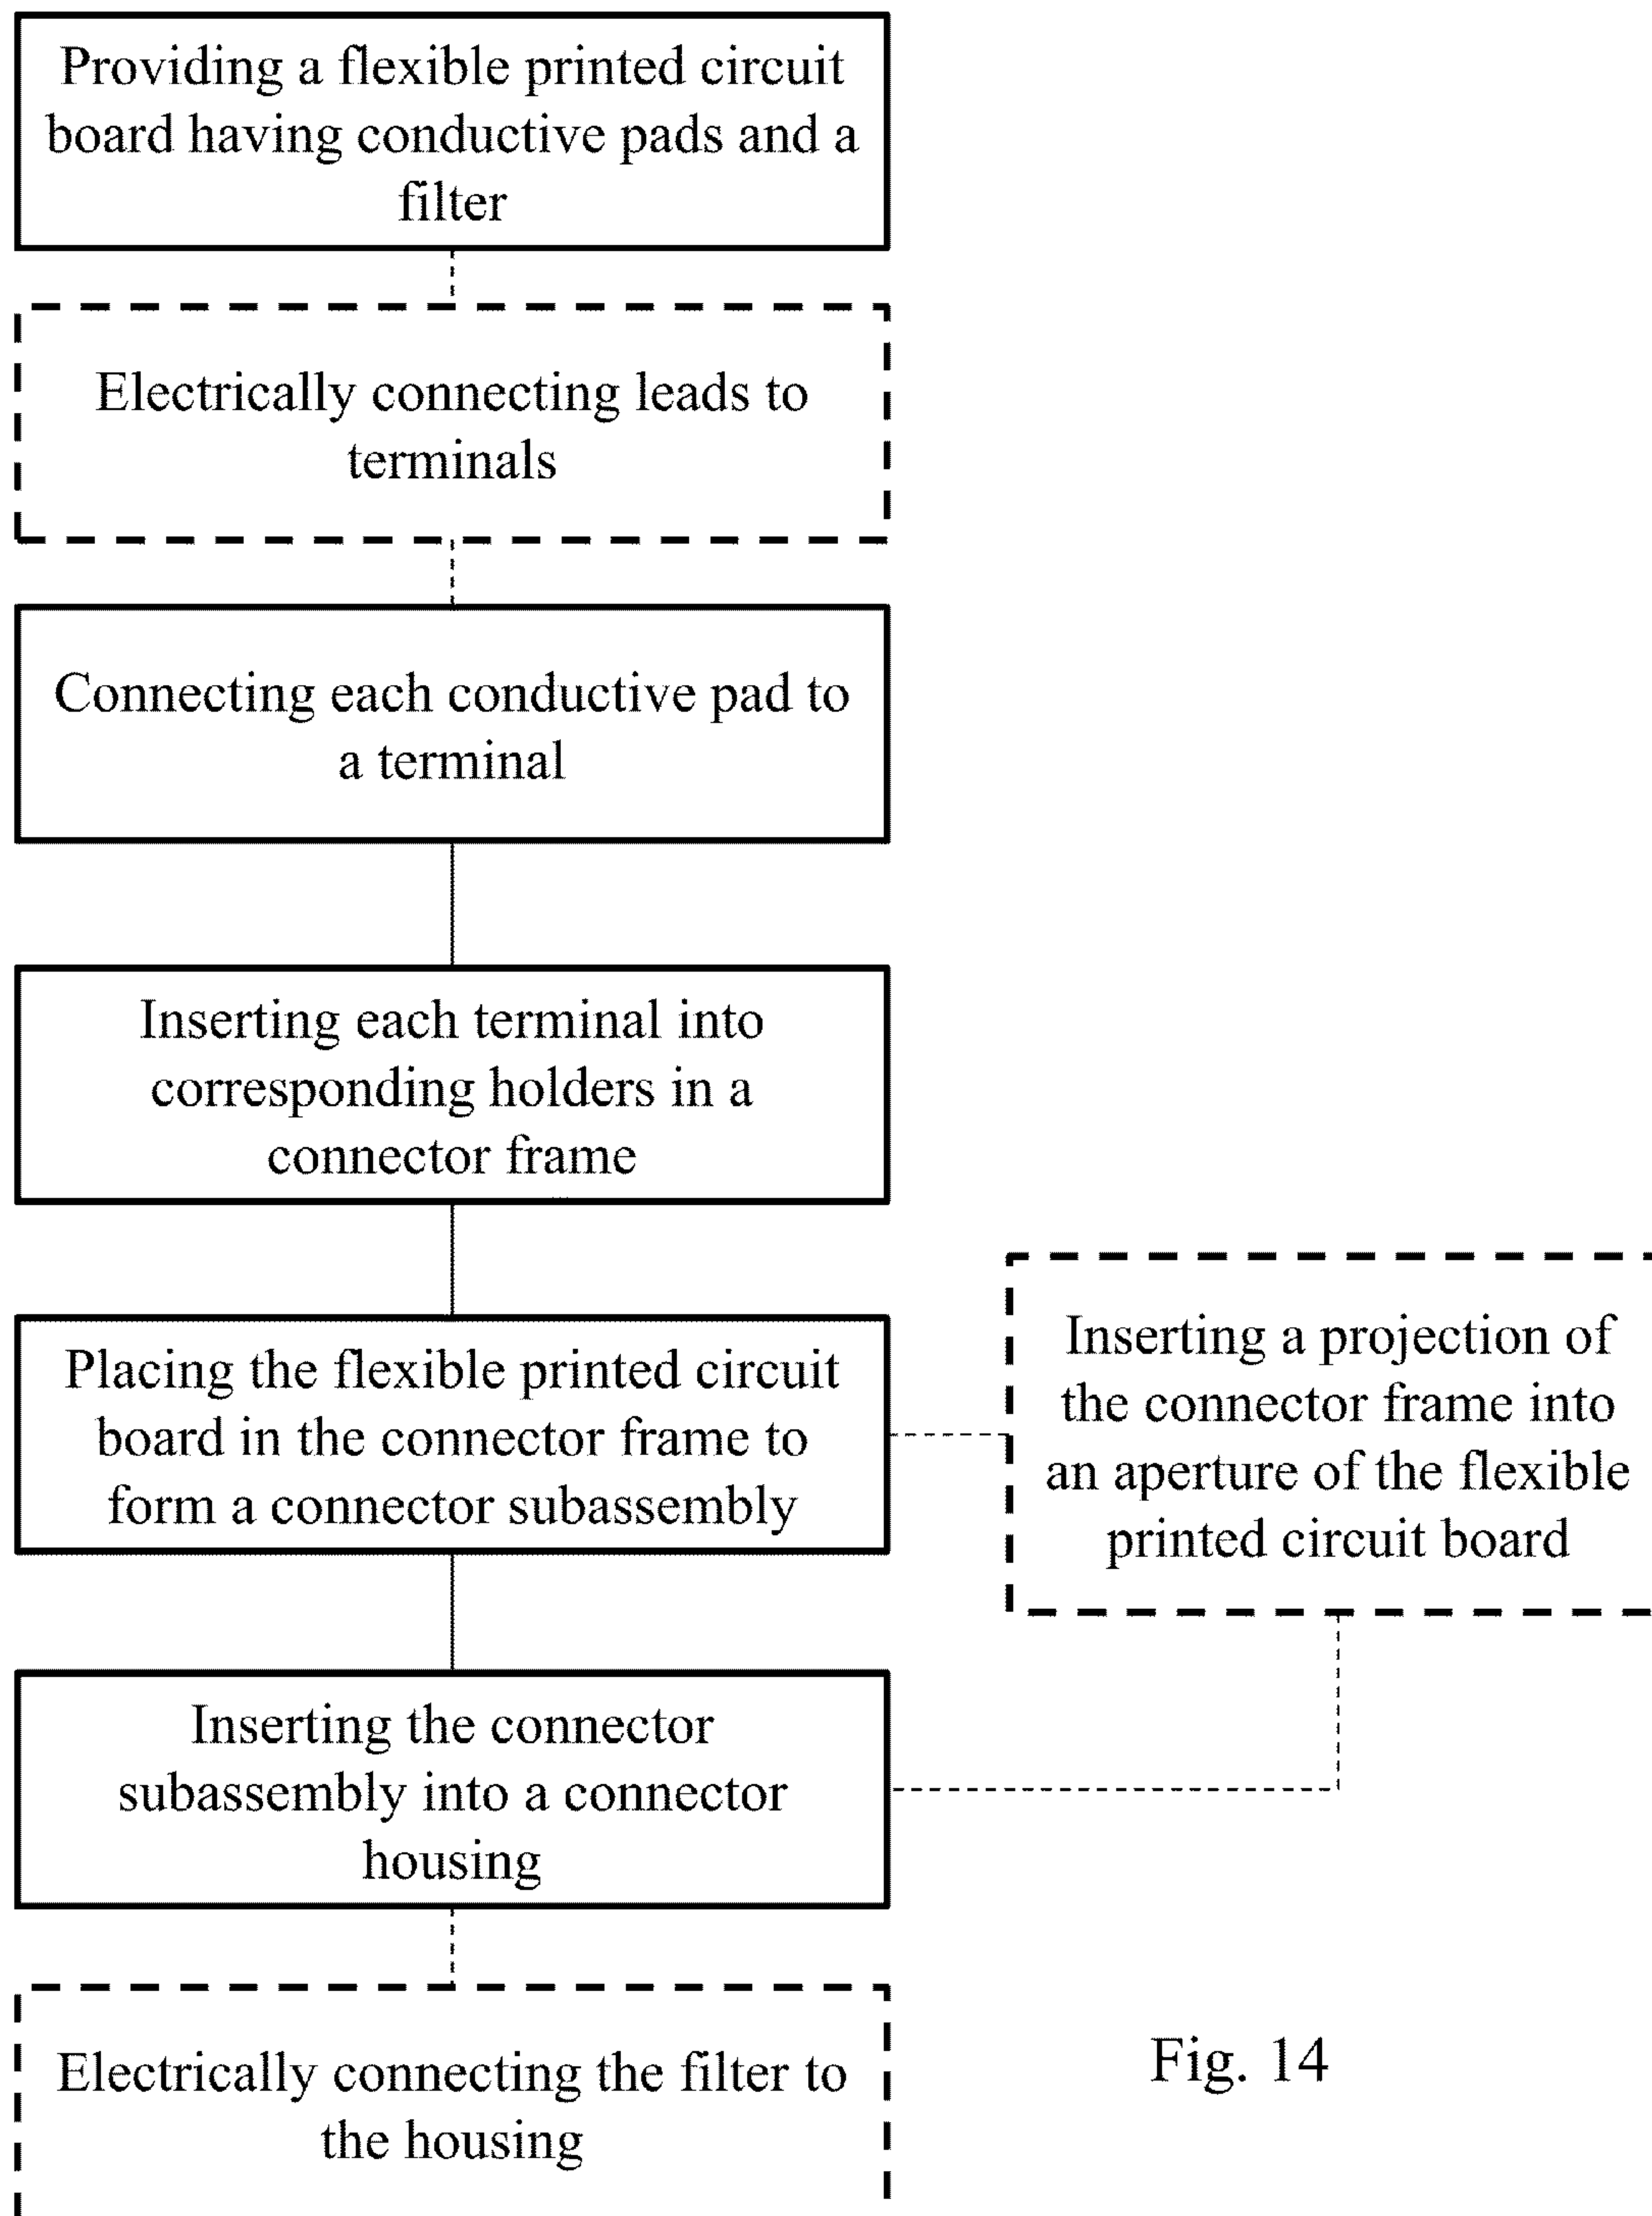 Providing a flexible printed circuit
board having conductive pads and a
filter
Electrically connecting leads to
terminals
Connecting each conductive pad to
a terminal
Inserting each terminal into
corresponding holders in a
connector frame
Placing the flexible printed circuit
board in the connector frame to
form a connector subassembly
Inserting a projection of
the connector frame into
an aperture of the flexible
printed circuit board
Inserting the connector
subassembly into a connector
housing
Electrically connecting the filter to
the housing
Fig. 14